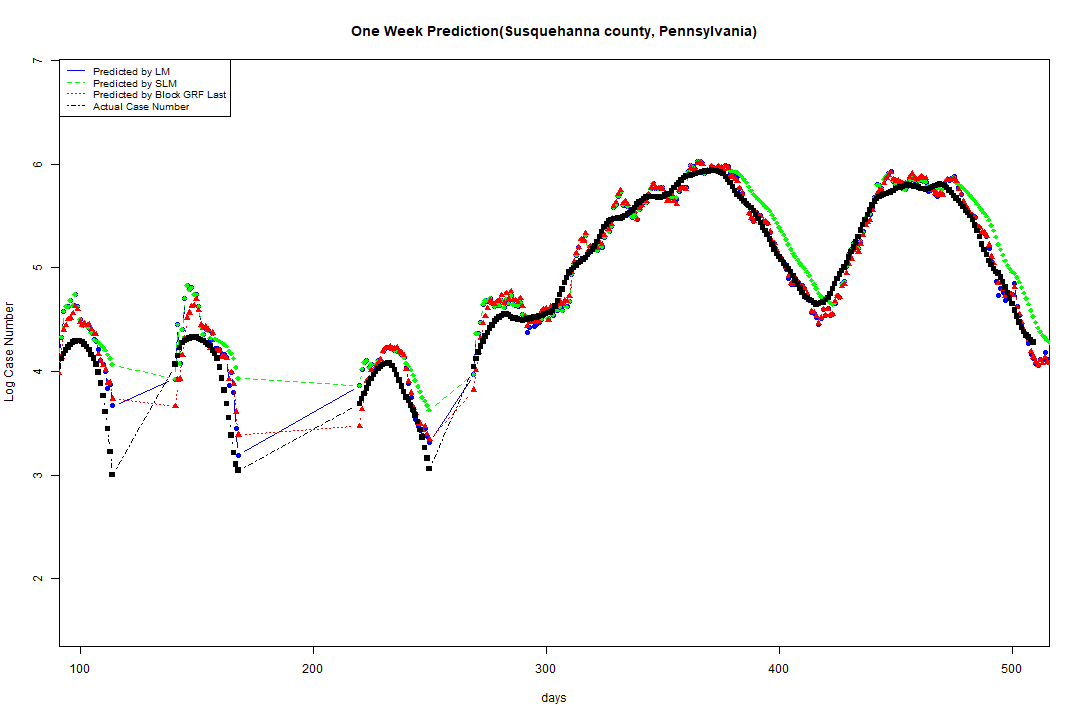 One Week Prediction(Susquehanna county, Pennsylvania)
Predicted by LM
Predicted by SLM
Predicted by Block GRF Last
Actual Case Number
7
6
5
4
3
2
Log Case Number
100 200 300 400 500
days